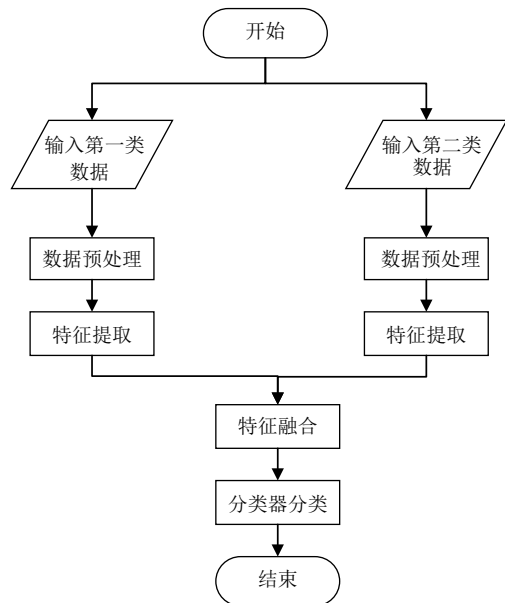 开始
输入第一类
数据
输入第二类
数据
数据预处理
数据预处理
特征提取
特征提取
特征融合
分类器分类
结束